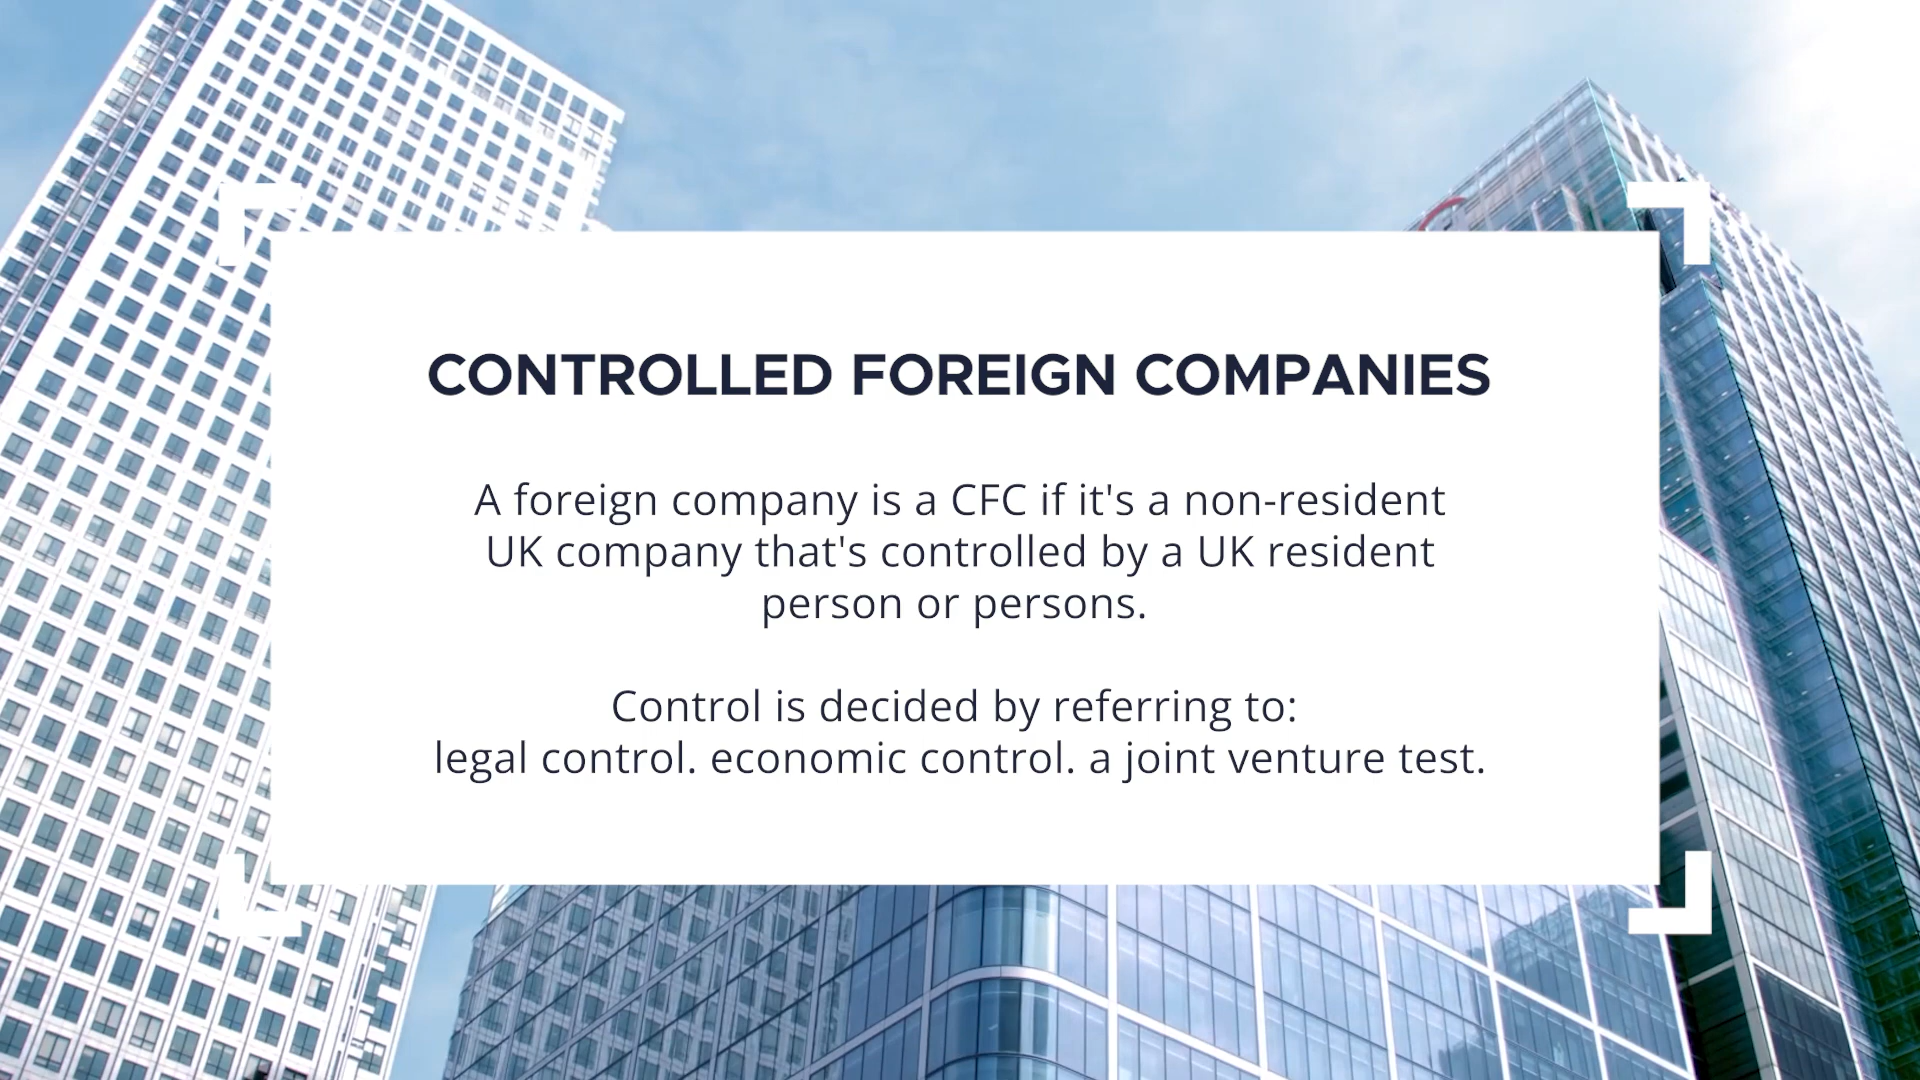 CONTROLLED FOREIGN COMPANIES
A foreign company is a CFC if it's a non-resident
UK company that's controlled by a UK resident
person or persons.
Control is decided by referring to:
legal control. economic control. a joint venture test.